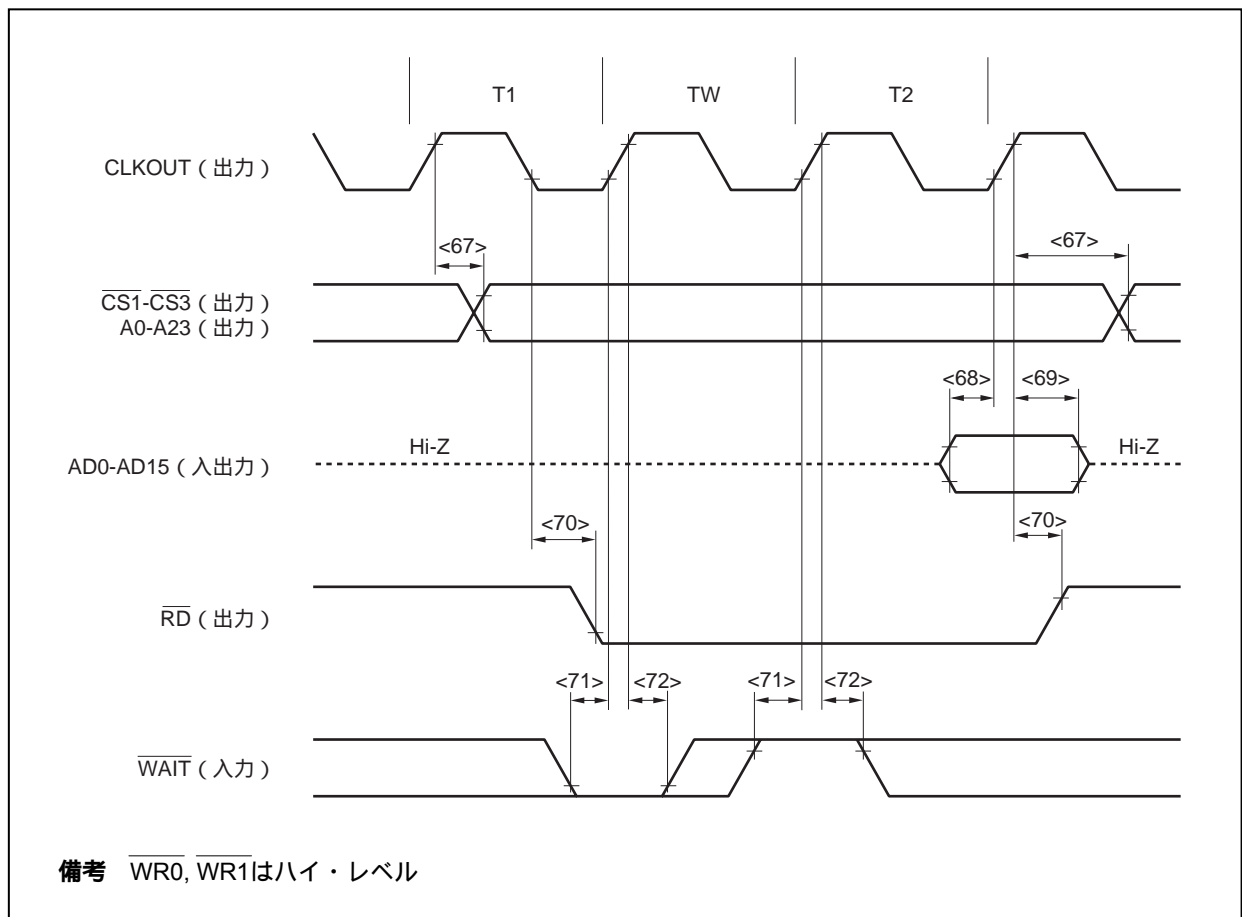 T1 TW T2
CLKOUT（出力）
<67> <67>
CS1-CS3（出力）
A0-A23（出力）
<68> <69>
Hi-Z Hi-Z
AD0-AD15（入出力）
<70> <70>
RD（出力）
<71> <72> <71> <72>
WAIT（入力）
備考 WR0, WR1はハイ・レベル